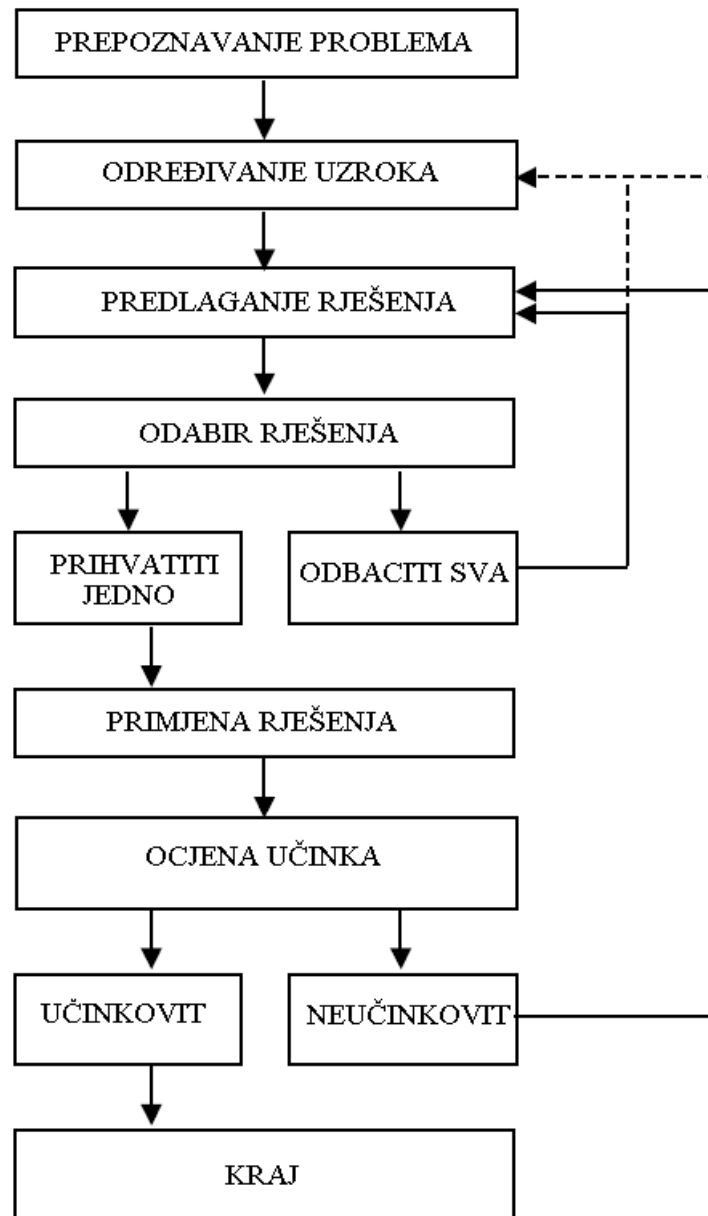 PREPOZNAVANJE PROBLEMA
ODREĐIVANJE UZROKA
PREDLAGANJE RJEŠENJA
ODABIR RJEŠENJA
PRIHVATITI
JEDNO
ODBACITI SVA
PRIMJENA RJEŠENJA
OCJENA UČINKA
UČINKOVIT
NEUČINKOVIT
KRAJ